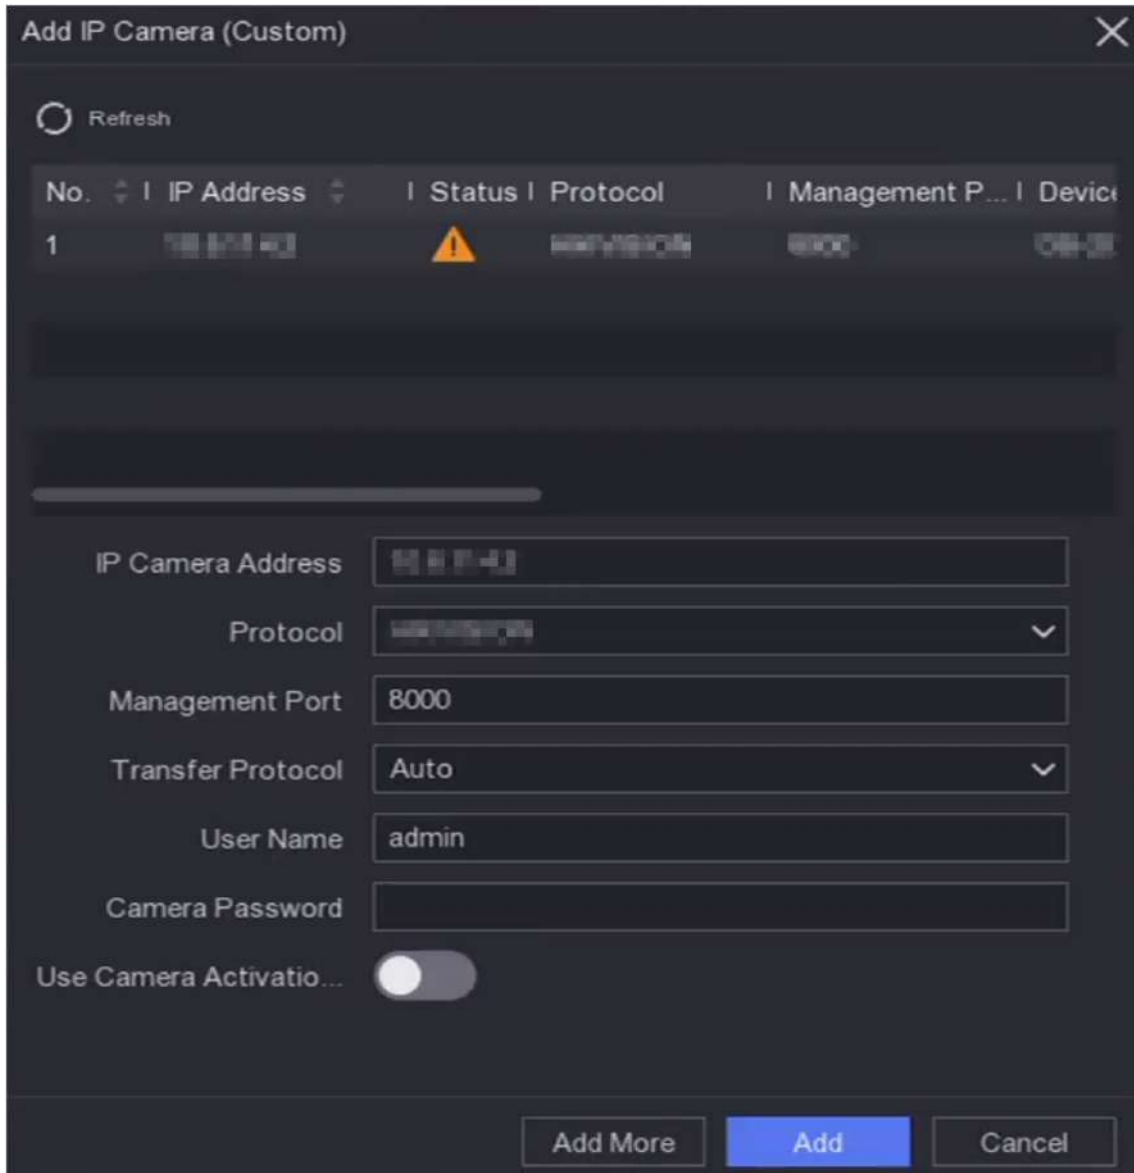 Add IP Camera (Custom)
Refresh
No. IP Address Status Protocol Management P... Device
1
IP Camera Address
Protocol
Management Port 8000
Transfer Protocol Auto
User Name admin
Camera Password
Use Camera Activatio...
Add More Add Cancel